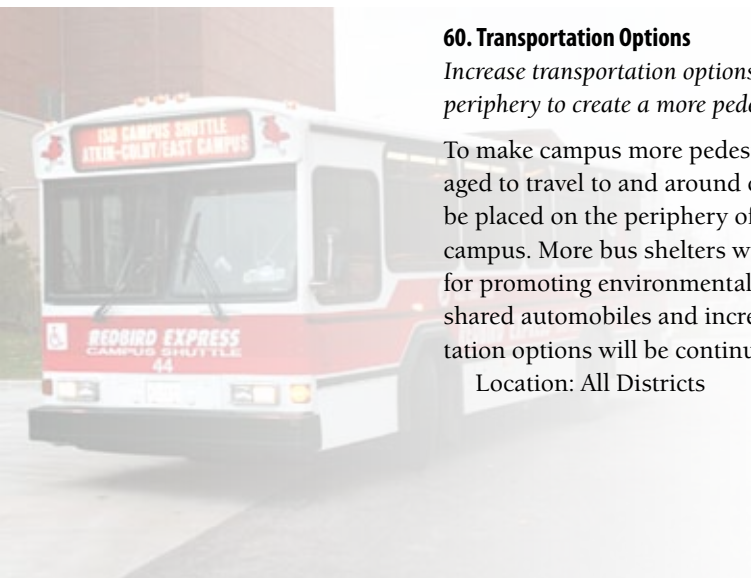 60. Transportation Options
Increase transportation options
periphery to create a more pede
To make campus more pedes
aged to travel to and around
be placed on the periphery of
campus. More bus shelters w
for promoting environmental
shared automobiles and incre
tation options will be continu
Location: All Districts
ISU CAMPUS SHUTTLE
ATKIN-COLBY/EAST CAMPUS
REDBIRD EXPRESS
CAMPUS SHUTTLE
44